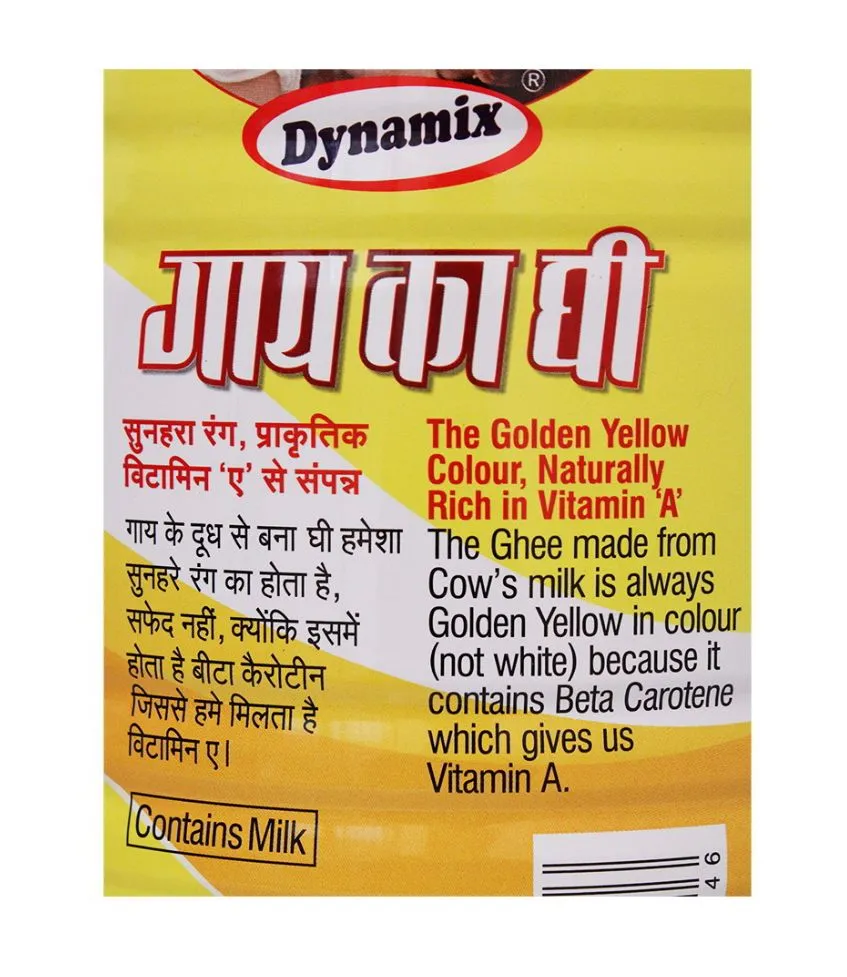 ®
Dynamix
गाय का घी
सुनहरा रंग, प्राकृतिक
विटामिन ‘ए’ से संपन्न
गाय के दूध से बना घी हमेशा
सुनहरे रंग का होता है,
सफेद नहीं, क्योंकि इसमें
होता है बीटा कैरोटीन
जिससे हमे मिलता है
विटामिन ए।
The Golden Yellow
Colour, Naturally
Rich in Vitamin ‘A’
The Ghee made from
Cow’s milk is always
Golden Yellow in colour
(not white) because it
contains Beta Carotene
which gives us
Vitamin A.
Contains Milk
4 6